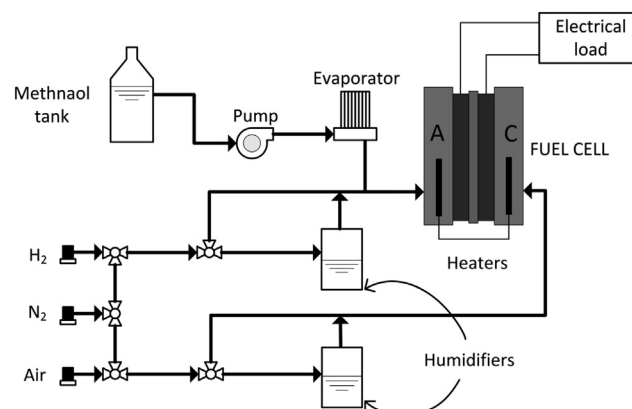 Electrical
load
Evaporator
Methnaol
tank
Pump
A
C
FUEL CELL
H₂
Heaters
N₂
Humidifiers
Air